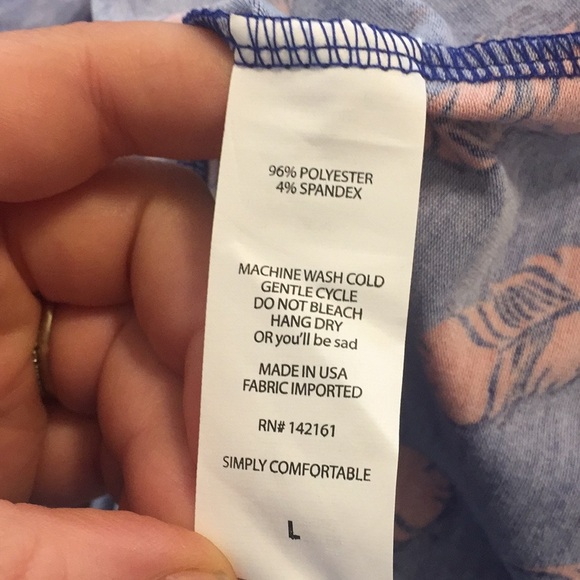 96% POLYESTER
4% SPANDEX
MACHINE WASH COLD
GENTLE CYCLE
DO NOT BLEACH
HANG DRY
OR you'll be sad
MADE IN USA
FABRIC IMPORTED
RN# 142161
SIMPLY COMFORTABLE
L